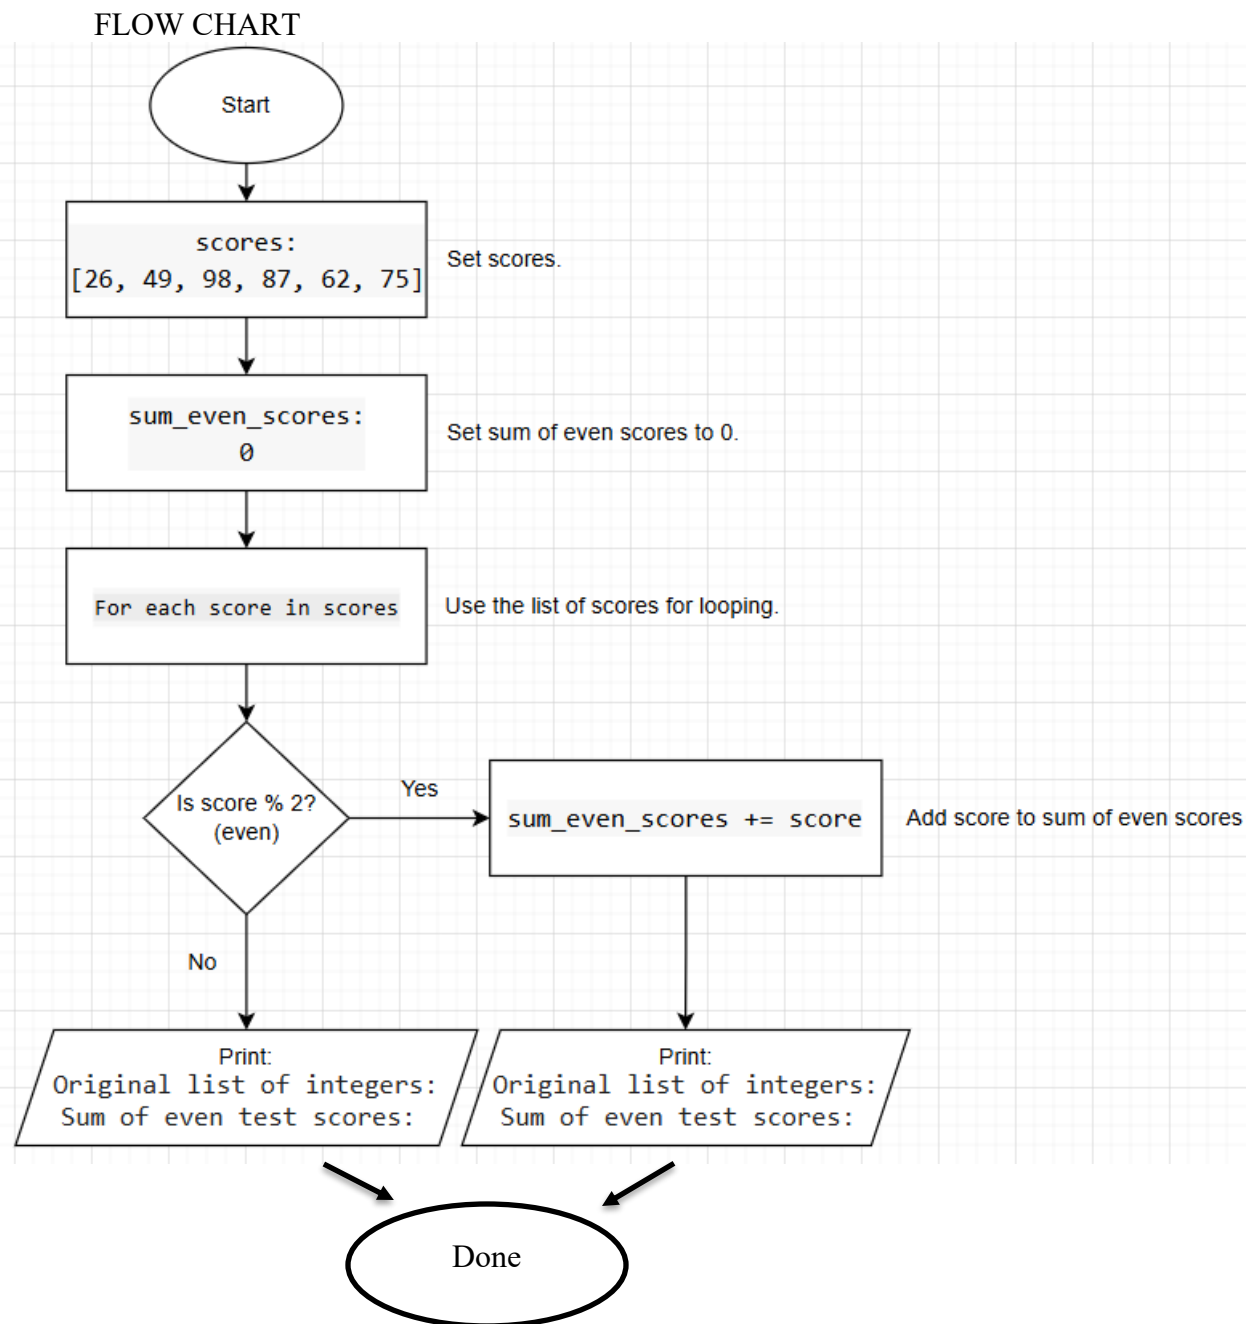 FLOW CHART
Start
scores:
[26, 49, 98, 87, 62, 75]
Set scores.
sum_even_scores:
0
Set sum of even scores to 0.
For each score in scores
Use the list of scores for looping.
Is score % 2?
(even)
Yes
sum_even_scores += score
Add score to sum of even scores
No
Print:
Original list of integers:
Sum of even test scores:
Print:
Original list of integers:
Sum of even test scores:
Done